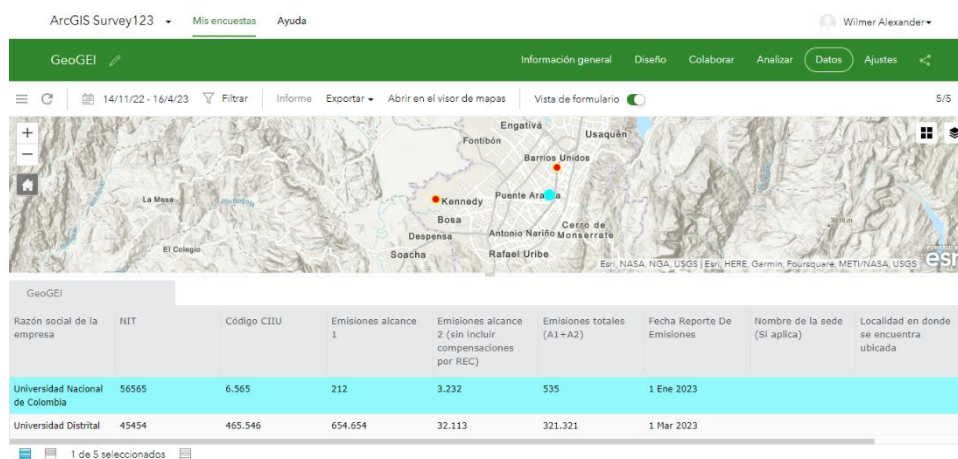 ArcGIS Survey123 Mis encuestas Ayuda Wilmer Alexander
GeoGEI Información general Diseño Colaborar Analizar Datos Ajustes
14/11/22 - 16/4/23 Filtrar Informe Exportar Abrir en el visor de mapas Vista de formulario 5/5
Engativá
Usaquén
Fontibón
Barrios Unidos
La Mesa
Kennedy
Puente Aranda
Bosa
Cerro de
Monserrate
Despensa
Antonio Nariño
El Colegio
Soacha
Rafael Uribe
Esri, NASA, NGA, USGS | Esri, HERE, Garmin, Foursquare, METI/NASA, USGS
GeoGEI
Razón social de la empresa
NIT
Código CIIU
Emisiones alcance 1
Emisiones alcance 2 (sin incluir compensaciones por REC)
Emisiones totales (A1+A2)
Fecha Reporte De Emisiones
Nombre de la sede (Si aplica)
Localidad en donde se encuentra ubicada
Universidad Nacional de Colombia 56565 6.565 212 3.232 535 1 Ene 2023
Universidad Distrital 45454 465.546 654.654 32.113 321.321 1 Mar 2023
1 de 5 seleccionados